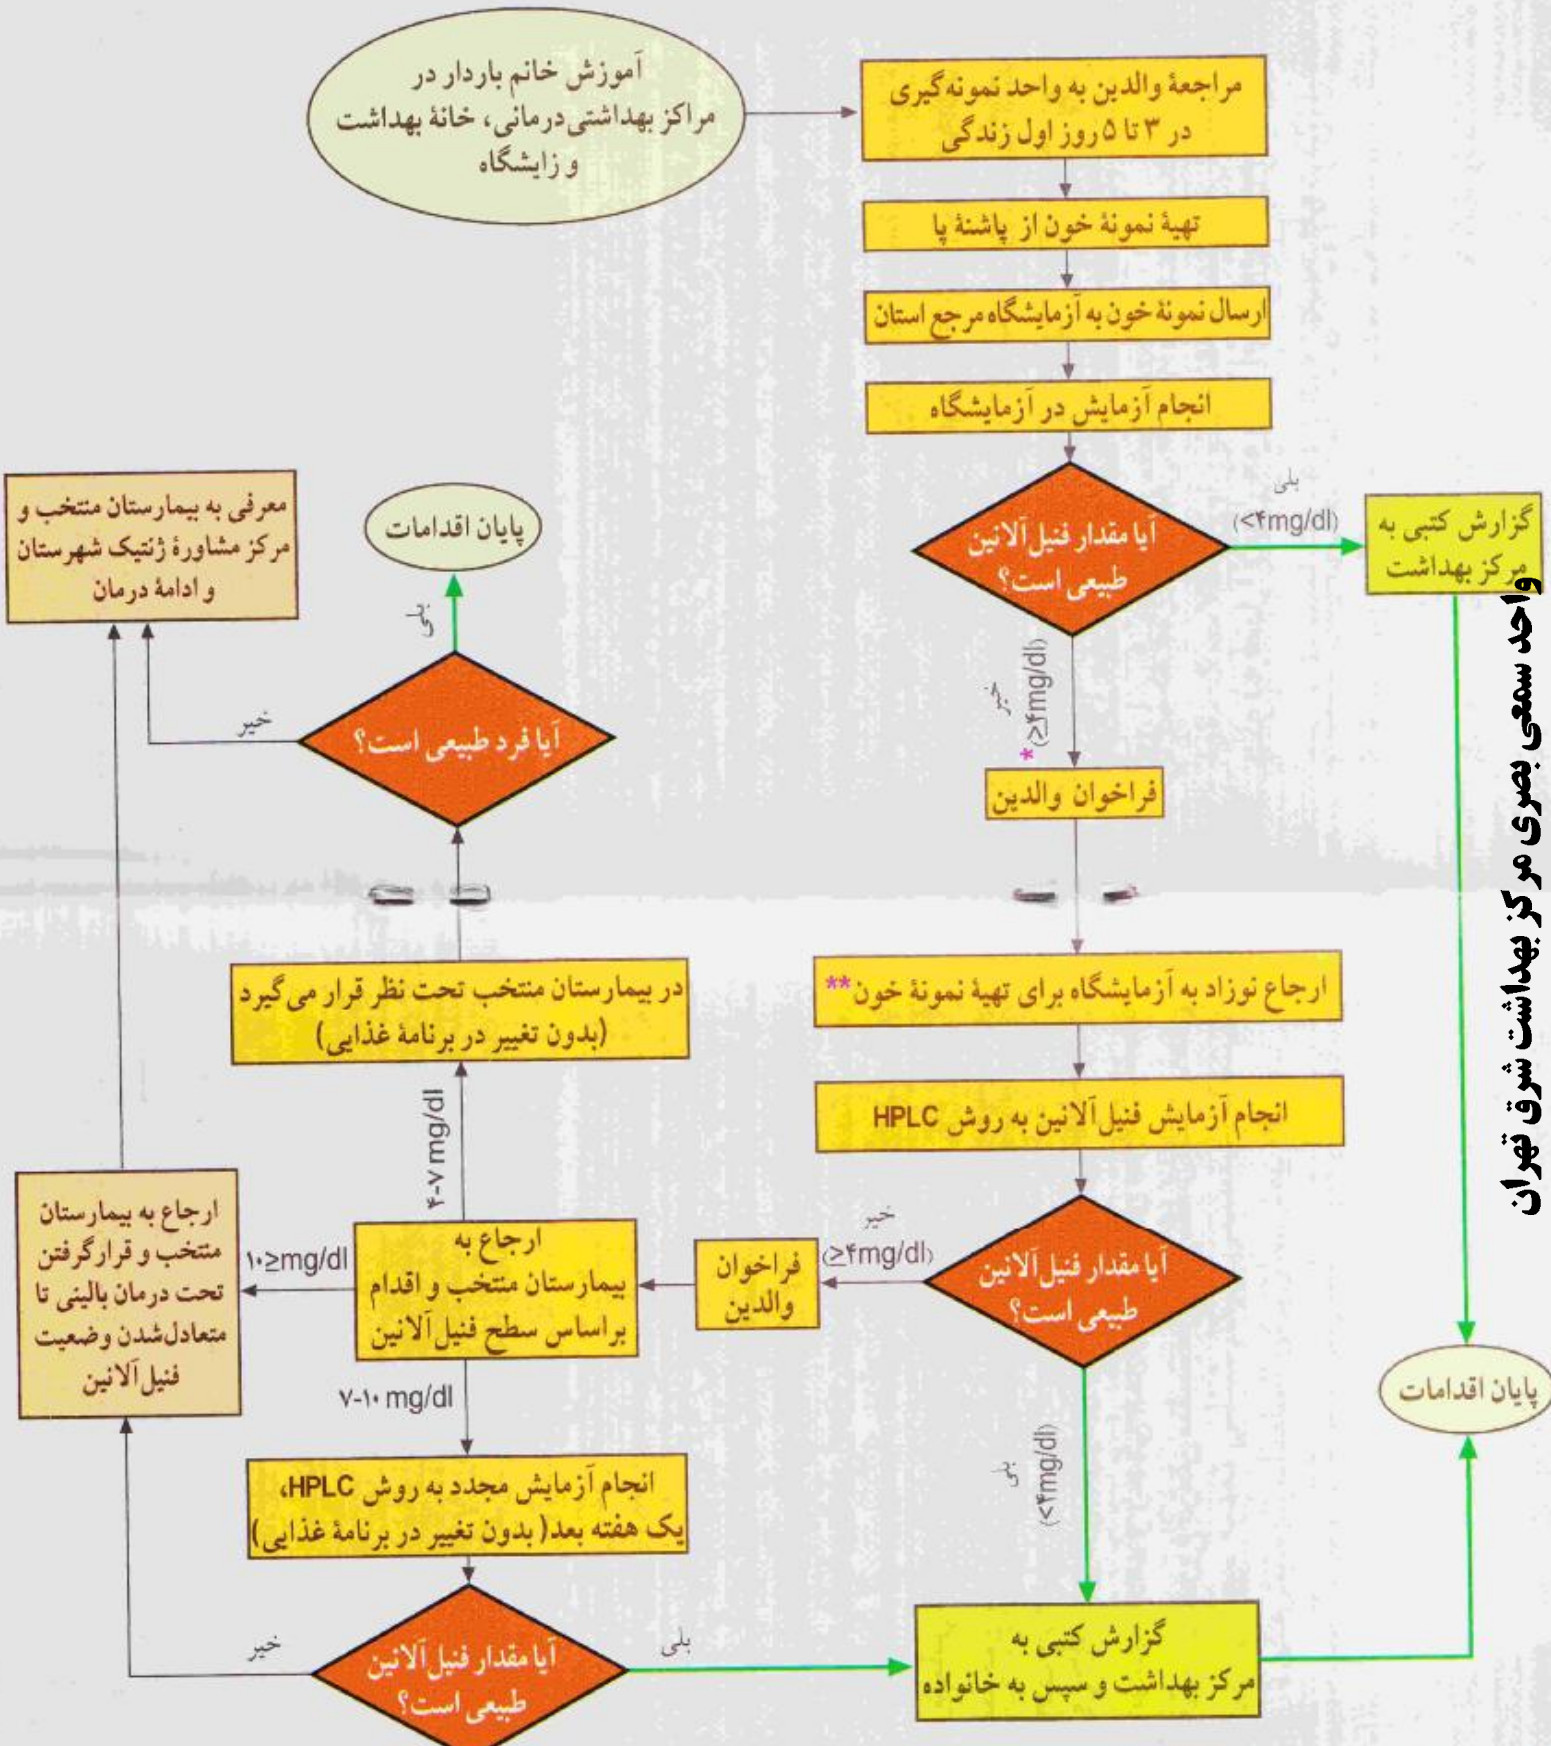 آموزش خانم باردار در
مراکز بهداشتی‌درمانی، خانهٔ بهداشت
و زایشگاه
مراجعهٔ والدین به واحد نمونه‌گیری
در ۳ تا ۵ روز اول زندگی
تهیهٔ نمونهٔ خون از پاشنهٔ پا
ارسال نمونهٔ خون به آزمایشگاه مرجع استان
انجام آزمایش در آزمایشگاه
آیا مقدار فنیل‌آلانین
طبیعی است؟
بلی
(<۴mg/dl)
گزارش کتبی به
مرکز بهداشت
خیر
(≥۴mg/dl)
*
فراخوان والدین
ارجاع نوزاد به آزمایشگاه برای تهیهٔ نمونهٔ خون**
انجام آزمایش فنیل‌آلانین به روش HPLC
آیا مقدار فنیل‌آلانین
طبیعی است؟
بلی
(<۴mg/dl)
خیر
(≥۴mg/dl)
فراخوان
والدین
ارجاع به
بیمارستان منتخب و اقدام
براساس سطح فنیل‌آلانین
۴-۷ mg/dl
در بیمارستان منتخب تحت نظر قرار می‌گیرد
(بدون تغییر در برنامهٔ غذایی)
آیا فرد طبیعی است؟
بلی
پایان اقدامات
خیر
معرفی به بیمارستان منتخب و
مرکز مشاورهٔ ژنتیک شهرستان
و ادامهٔ درمان
۱۰≥mg/dl
ارجاع به بیمارستان
منتخب و قرارگرفتن
تحت درمان بالینی تا
متعادل‌شدن وضعیت
فنیل‌آلانین
۷-۱۰ mg/dl
انجام آزمایش مجدد به روش HPLC،
یک هفته بعد( بدون تغییر در برنامهٔ غذایی)
آیا مقدار فنیل‌آلانین
طبیعی است؟
خیر
بلی
گزارش کتبی به
مرکز بهداشت و سپس به خانواده
پایان اقدامات
واحد سمعی بصری مرکز بهداشت شرق تهران